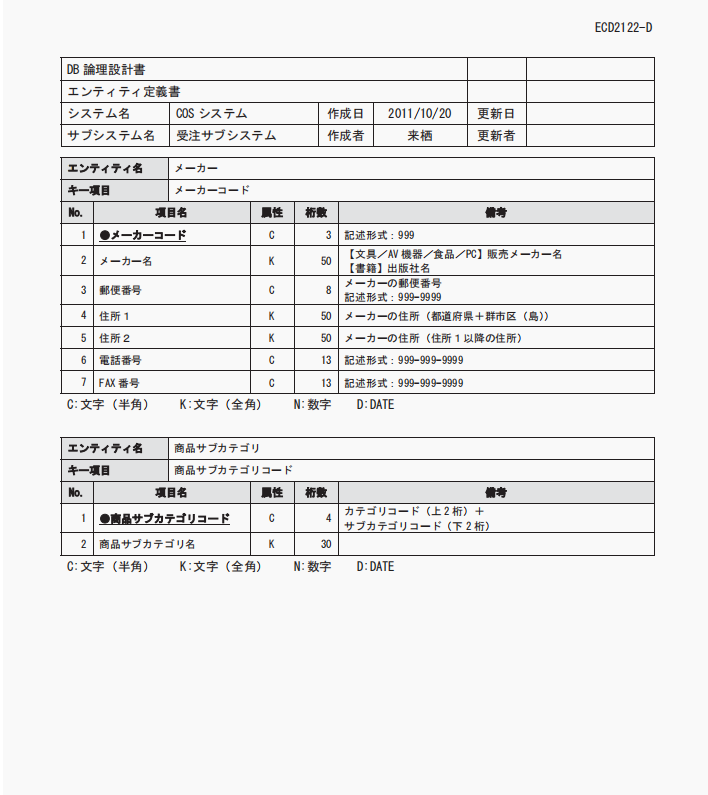 ECD2122-D
DB 論理設計書
エンティティ定義書
システム名 COS システム 作成日 2011/10/20 更新日
サブシステム名 受注サブシステム 作成者 来栖 更新者
エンティティ名 メーカー
キー項目 メーカーコード
No. 項目名 属性 桁数 備考
1 ●メーカーコード C 3 記述形式：999
2 メーカー名 K 50 【文具／AV 機器／食品／PC】販売メーカー名
【書籍】出版社名
3 郵便番号 C 8 メーカーの郵便番号
記述形式：999-9999
4 住所１ K 50 メーカーの住所（都道府県＋群市区（島））
5 住所２ K 50 メーカーの住所（住所１以降の住所）
6 電話番号 C 13 記述形式：999-999-9999
7 FAX 番号 C 13 記述形式：999-999-9999
C:文字（半角） K:文字（全角） N:数字 D:DATE
エンティティ名 商品サブカテゴリ
キー項目 商品サブカテゴリコード
No. 項目名 属性 桁数 備考
1 ●商品サブカテゴリコード C 4 カテゴリコード（上２桁）＋
サブカテゴリコード（下２桁）
2 商品サブカテゴリ名 K 30
C:文字（半角） K:文字（全角） N:数字 D:DATE